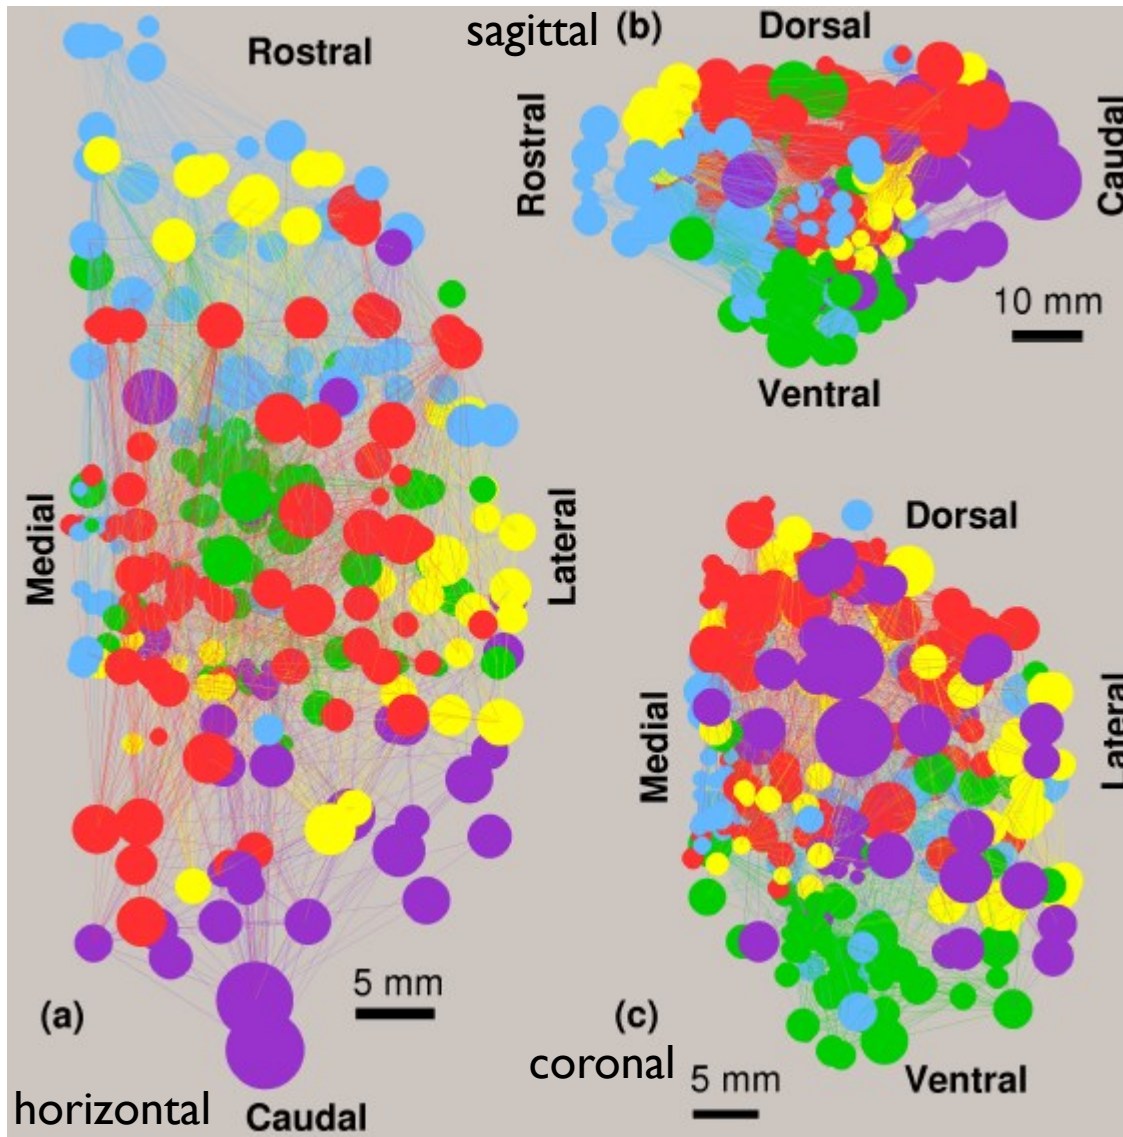 Rostral
Medial
Lateral
5 mm
(a)
horizontal
Caudal
sagittal
(b)
Dorsal
Rostral
Caudal
10 mm
Ventral
Dorsal
Medial
Lateral
(c)
coronal
5 mm
Ventral